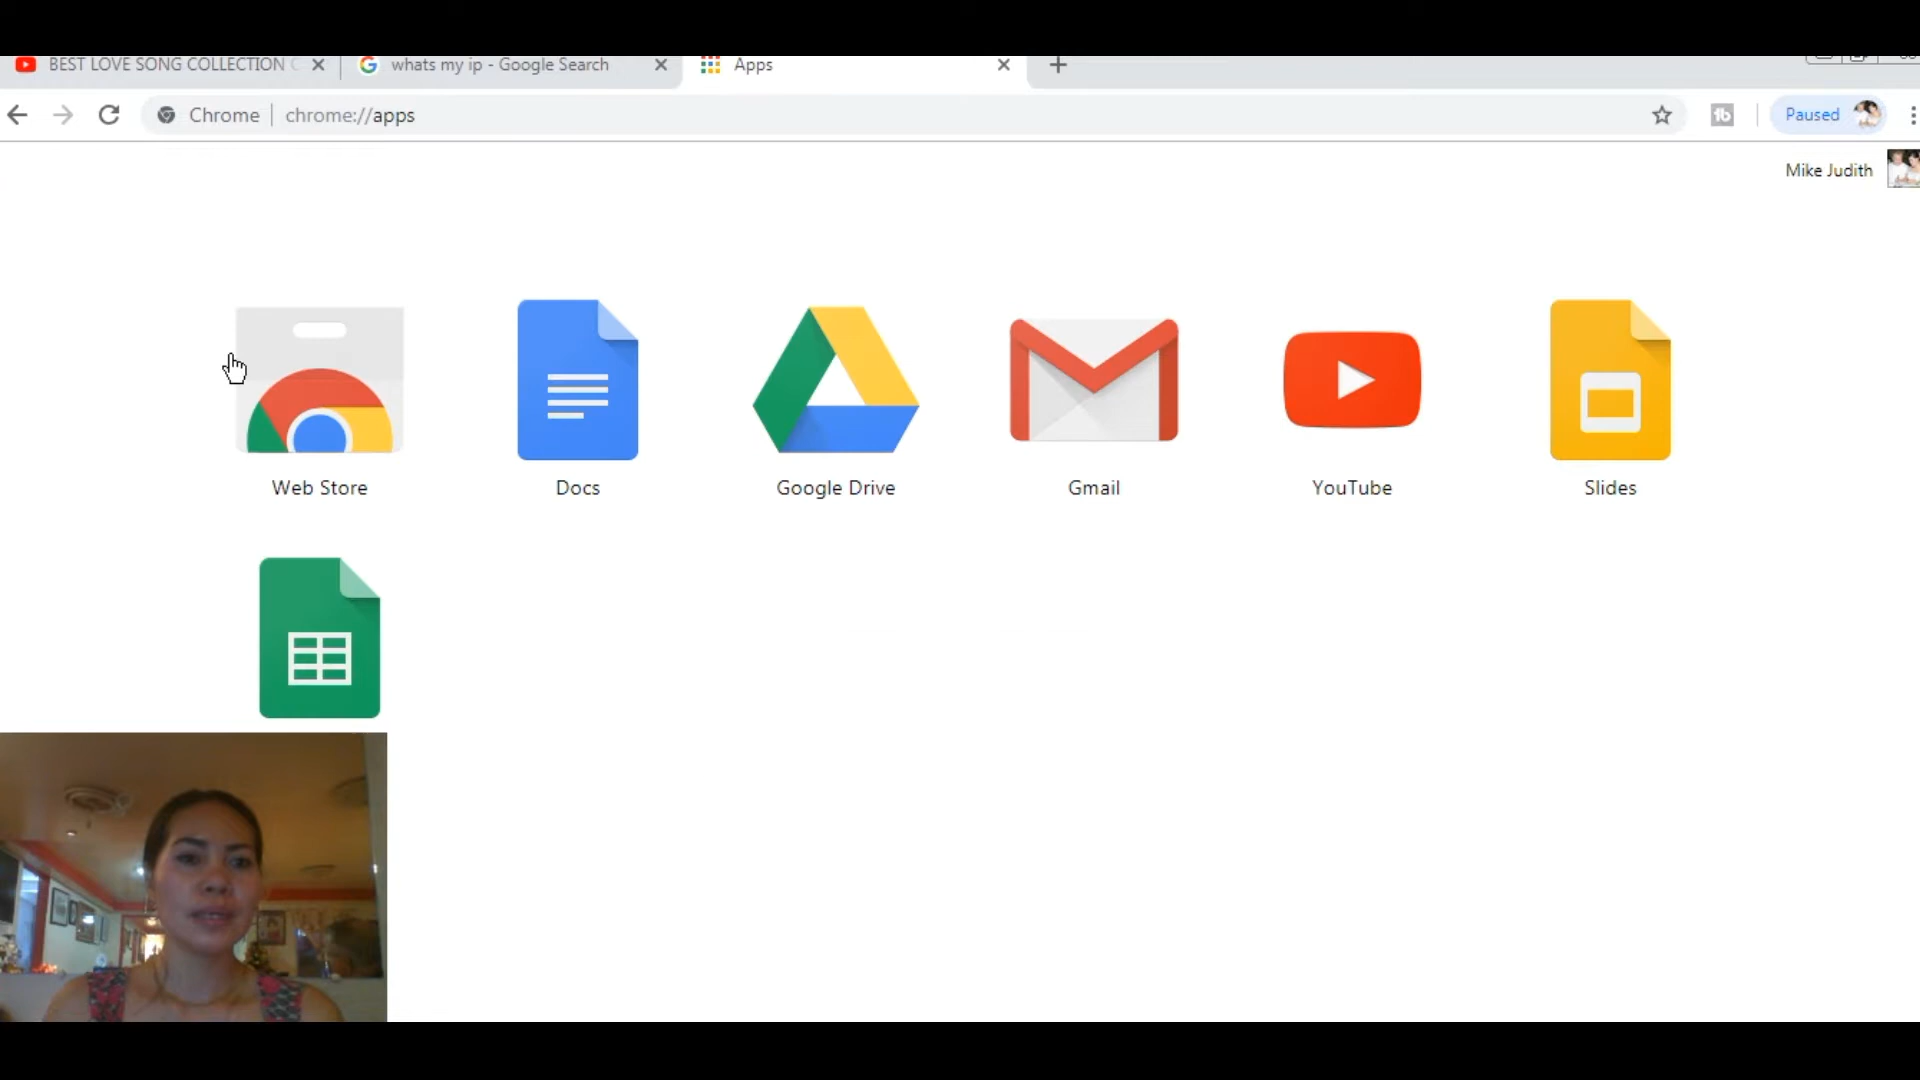 BEST LOVE SONG COLLECTION
whats my ip - Google Search
Apps
Chrome
chrome://apps
Paused
Mike Judith
Web Store
Docs
Google Drive
Gmail
YouTube
Slides